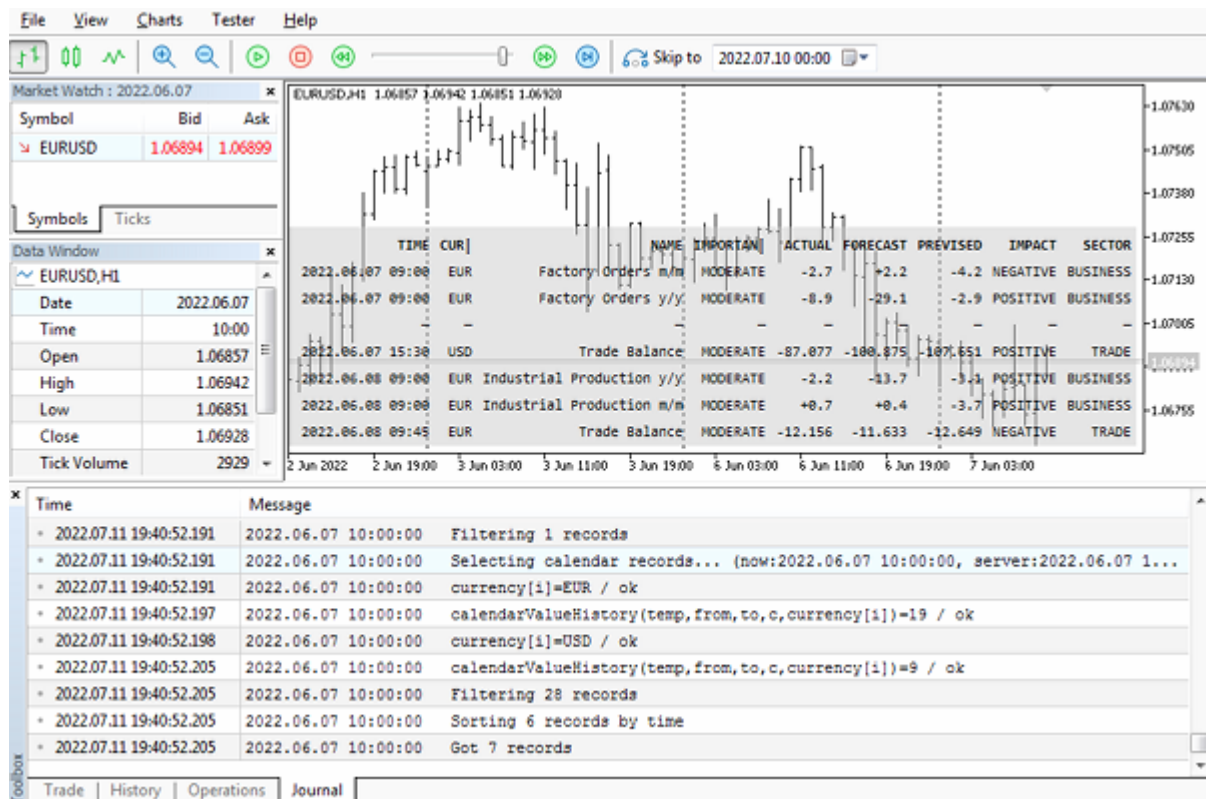 File View Charts Tester Help
Skip to 2022.07.10 00:00
Market Watch : 2022.06.07
Symbol Bid Ask
EURUSD 1.06894 1.06899
Symbols Ticks
Data Window
EURUSD,H1
Date 2022.06.07
Time 10:00
Open 1.06857
High 1.06942
Low 1.06851
Close 1.06928
Tick Volume 2929
EURUSD,H1 1.06857 1.06942 1.06851 1.06928
1.07630
1.07505
1.07380
1.07255
1.07130
1.07005
1.06894
1.06755
TIME CUR| NAME IMPORTAN| ACTUAL FORECAST PREVISED IMPACT SECTOR
2022.06.07 09:00 EUR Factory Orders m/m MODERATE -2.7 +2.2 -4.2 NEGATIVE BUSINESS
2022.06.07 09:00 EUR Factory Orders y/y MODERATE -8.9 -29.1 -2.9 POSITIVE BUSINESS
— — — — — — — — —
2022.06.07 15:30 USD Trade Balance MODERATE -87.077 -100.875 -107.651 POSITIVE TRADE
2022.06.08 09:00 EUR Industrial Production y/y MODERATE -2.2 -13.7 -3.1 POSITIVE BUSINESS
2022.06.08 09:00 EUR Industrial Production m/m MODERATE +0.7 +0.4 -3.7 POSITIVE BUSINESS
2022.06.08 09:45 EUR Trade Balance MODERATE -12.156 -11.633 -12.649 NEGATIVE TRADE
2 Jun 2022 2 Jun 19:00 3 Jun 03:00 3 Jun 11:00 3 Jun 19:00 6 Jun 03:00 6 Jun 11:00 6 Jun 19:00 7 Jun 03:00
Time Message
2022.07.11 19:40:52.191 2022.06.07 10:00:00 Filtering 1 records
2022.07.11 19:40:52.191 2022.06.07 10:00:00 Selecting calendar records... (now:2022.06.07 10:00:00, server:2022.06.07 1...
2022.07.11 19:40:52.191 2022.06.07 10:00:00 currency[i]=EUR / ok
2022.07.11 19:40:52.197 2022.06.07 10:00:00 calendarValueHistory(temp,from,to,c,currency[i])=19 / ok
2022.07.11 19:40:52.198 2022.06.07 10:00:00 currency[i]=USD / ok
2022.07.11 19:40:52.205 2022.06.07 10:00:00 calendarValueHistory(temp,from,to,c,currency[i])=9 / ok
2022.07.11 19:40:52.205 2022.06.07 10:00:00 Filtering 28 records
2022.07.11 19:40:52.205 2022.06.07 10:00:00 Sorting 6 records by time
2022.07.11 19:40:52.205 2022.06.07 10:00:00 Got 7 records
Trade History Operations Journal